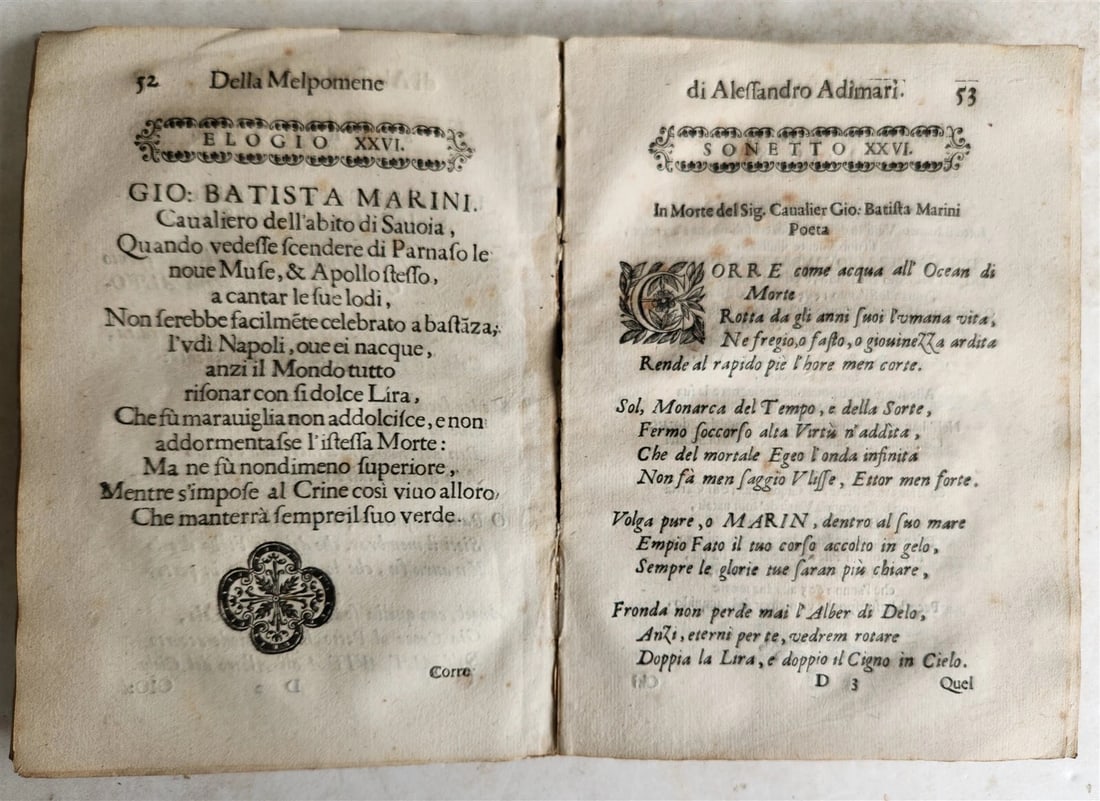 52 Della Melpomene
ELOGIO XXVI.
GIO: BATISTA MARINI.
Caualiero dell'abito di Sauoia,
Quando vedeſſe ſcendere di Parnaſo le
noue Muſe, & Apollo ſteſſo,
a cantar le ſue lodi,
Non ſerebbe facilmẽte celebrato a baſtãza;
l'vdì Napoli, oue ei nacque,
anzi il Mondo tutto
riſonar con ſi dolce Lira,
Che fù marauiglia non addolciſce, e non
addormentaſſe l'iſteſſa Morte:
Ma ne fù nondimeno ſuperiore,
Mentre s'impoſe al Crine cosi viuo alloro,
Che manterrà ſempre il ſuo verde.
Corre
di Aleſſandro Adimari. 53
SONETTO XXVI.
In Morte del Sig. Caualier Gio: Batiſta Marini
Poeta
CORRE come acqua all' Ocean di
Morte
Rotta da gli anni ſuoi l'vmana vita,
Ne fregio, o faſto, o giouinezza ardita
Rende al rapido piè l'hore men corte.
Sol, Monarca del Tempo, e della Sorte,
Fermo ſoccorſo alta Virtù n'addita,
Che del mortale Egeo l'onda infinita
Non fà men ſaggio Vliſſe, Ettor men forte.
Volga pure, o MARIN, dentro al ſuo mare
Empio Fato il tuo corſo accolto in gelo,
Sempre le glorie tue ſaran più chiare,
Fronda non perde mai l'Alber di Delo,
Anzi, eterni per te, vedrem rotare
Doppia la Lira, e doppio il Cigno in Cielo.
D 3 Quel